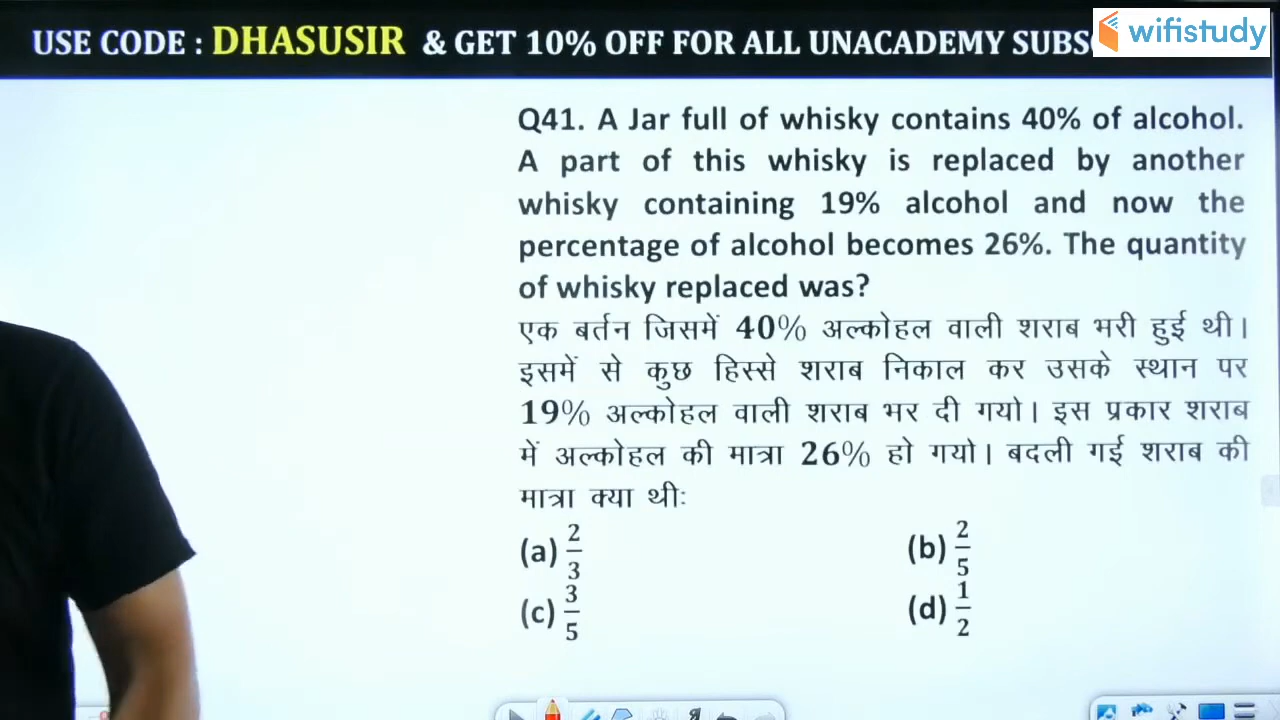 USE CODE : DHASUSIR & GET 10% OFF FOR ALL UNACADEMY SUBS
wifistudy
Q41. A Jar full of whisky contains 40% of alcohol.
A part of this whisky is replaced by another
whisky containing 19% alcohol and now the
percentage of alcohol becomes 26%. The quantity
of whisky replaced was?
एक बर्तन जिसमें 40% अल्कोहल वाली शराब भरी हुई थी।
इसमें से कुछ हिस्से शराब निकाल कर उसके स्थान पर
19% अल्कोहल वाली शराब भर दी गयो। इस प्रकार शराब
में अल्कोहल की मात्रा 26% हो गयो। बदली गई शराब की
मात्रा क्या थीः
(a) 2/3 (b) 2/5
(c) 3/5 (d) 1/2